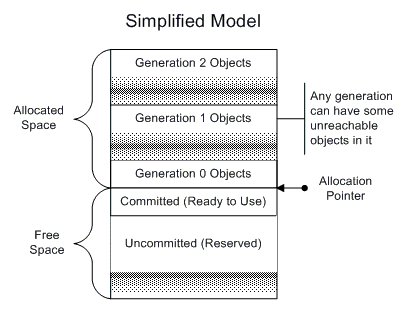 Simplified Model
Generation 2 Objects
Generation 1 Objects
Generation 0 Objects
Committed (Ready to Use)
Uncommitted (Reserved)
Allocated
Space
Free
Space
Any generation
can have some
unreachable
objects in it
Allocation
Pointer